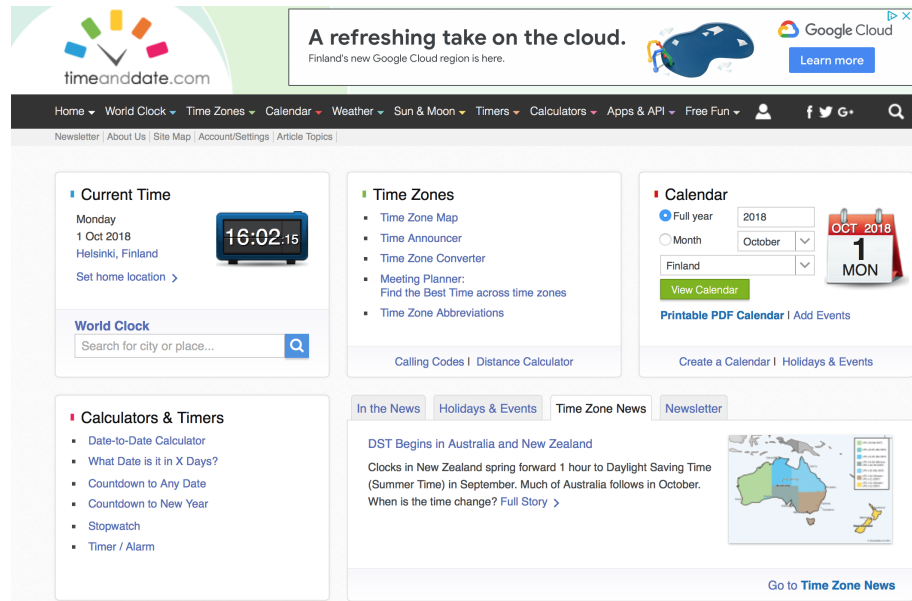 timeanddate.com
A refreshing take on the cloud.
Finland's new Google Cloud region is here.
Google Cloud
Learn more
Home World Clock Time Zones Calendar Weather Sun & Moon Timers Calculators Apps & API Free Fun
Newsletter About Us Site Map Account/Settings Article Topics
Current Time
Monday
1 Oct 2018
Helsinki, Finland
Set home location
16:02:15
World Clock
Search for city or place...
Time Zones
Time Zone Map
Time Announcer
Time Zone Converter
Meeting Planner:
Find the Best Time across time zones
Time Zone Abbreviations
Calling Codes | Distance Calculator
Calendar
Full year 2018
Month October
Finland
View Calendar
OCT 2018
1
MON
Printable PDF Calendar | Add Events
Create a Calendar | Holidays & Events
Calculators & Timers
Date-to-Date Calculator
What Date is it in X Days?
Countdown to Any Date
Countdown to New Year
Stopwatch
Timer / Alarm
In the News Holidays & Events Time Zone News Newsletter
DST Begins in Australia and New Zealand
Clocks in New Zealand spring forward 1 hour to Daylight Saving Time
(Summer Time) in September. Much of Australia follows in October.
When is the time change? Full Story
Go to Time Zone News